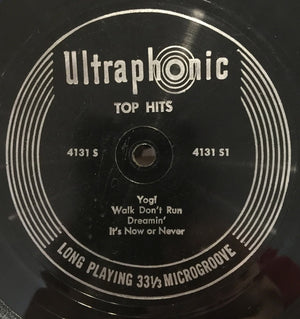 Ultraphonic
TOP HITS
4131 S
4131 S1
Yogi
Walk Don't Run
Dreamin'
It's Now or Never
LONG PLAYING 33⅓ MICROGROOVE